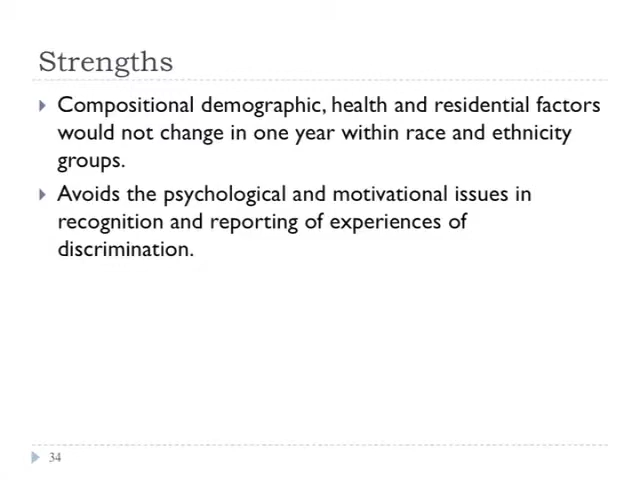 Strengths
Compositional demographic, health and residential factors
would not change in one year within race and ethnicity
groups.
Avoids the psychological and motivational issues in
recognition and reporting of experiences of
discrimination.
34